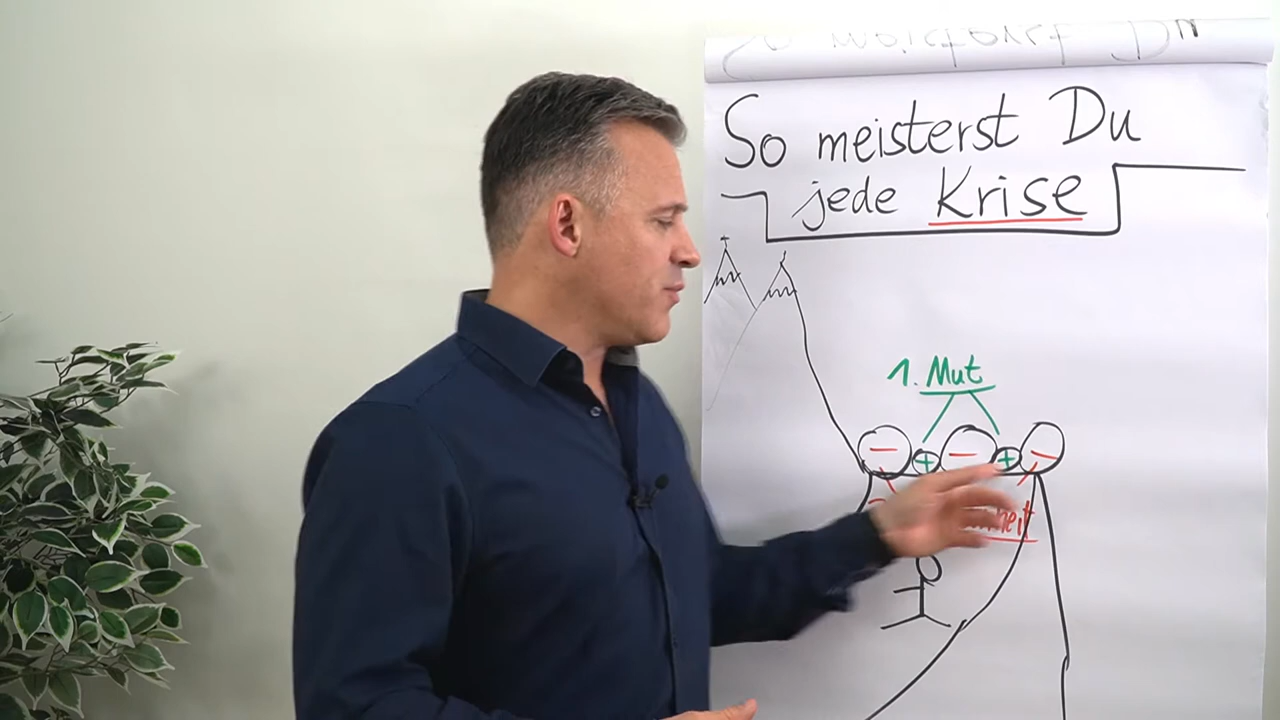 So meisterst Du
jede Krise
1. Mut
− + − + −